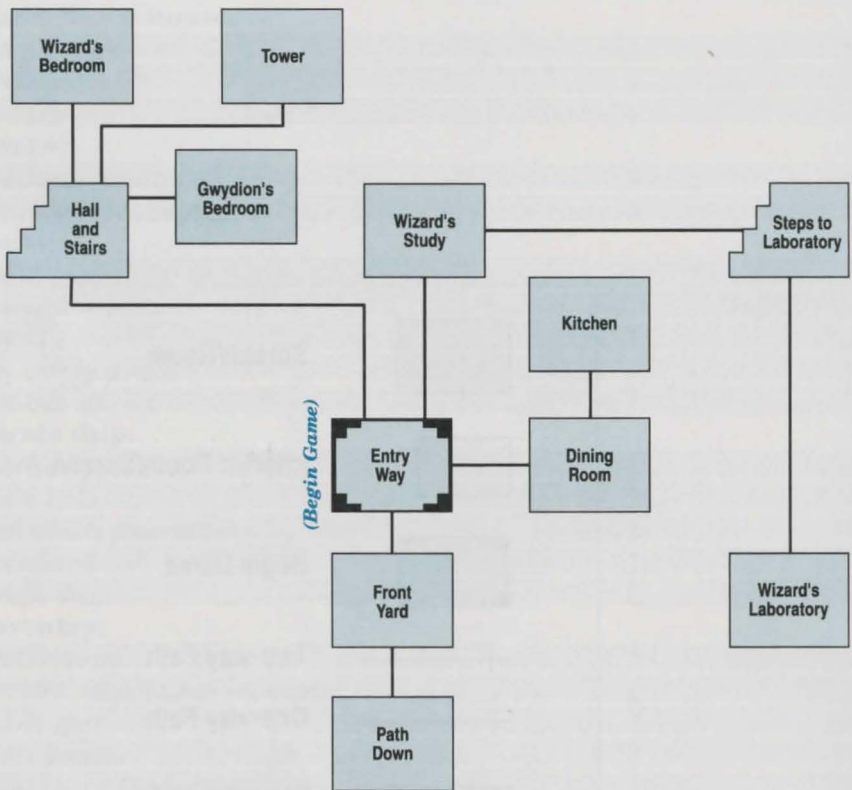 Wizard's
Bedroom
Tower
Hall
and
Stairs
Gwydion's
Bedroom
Wizard's
Study
Steps to
Laboratory
Kitchen
(Begin Game)
Entry
Way
Dining
Room
Front
Yard
Wizard's
Laboratory
Path
Down